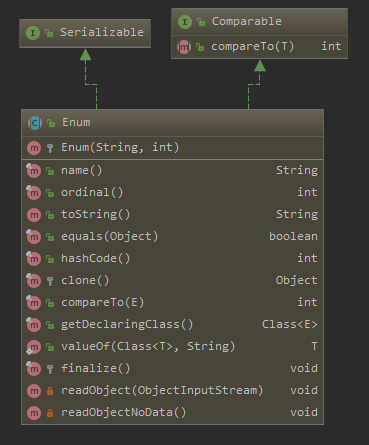 Serializable
Comparable
compareTo(T) int
Enum
Enum(String, int)
name() String
ordinal() int
toString() String
equals(Object) boolean
hashCode() int
clone() Object
compareTo(E) int
getDeclaringClass() Class<E>
valueOf(Class<T>, String) T
finalize() void
readObject(ObjectInputStream) void
readObjectNoData() void